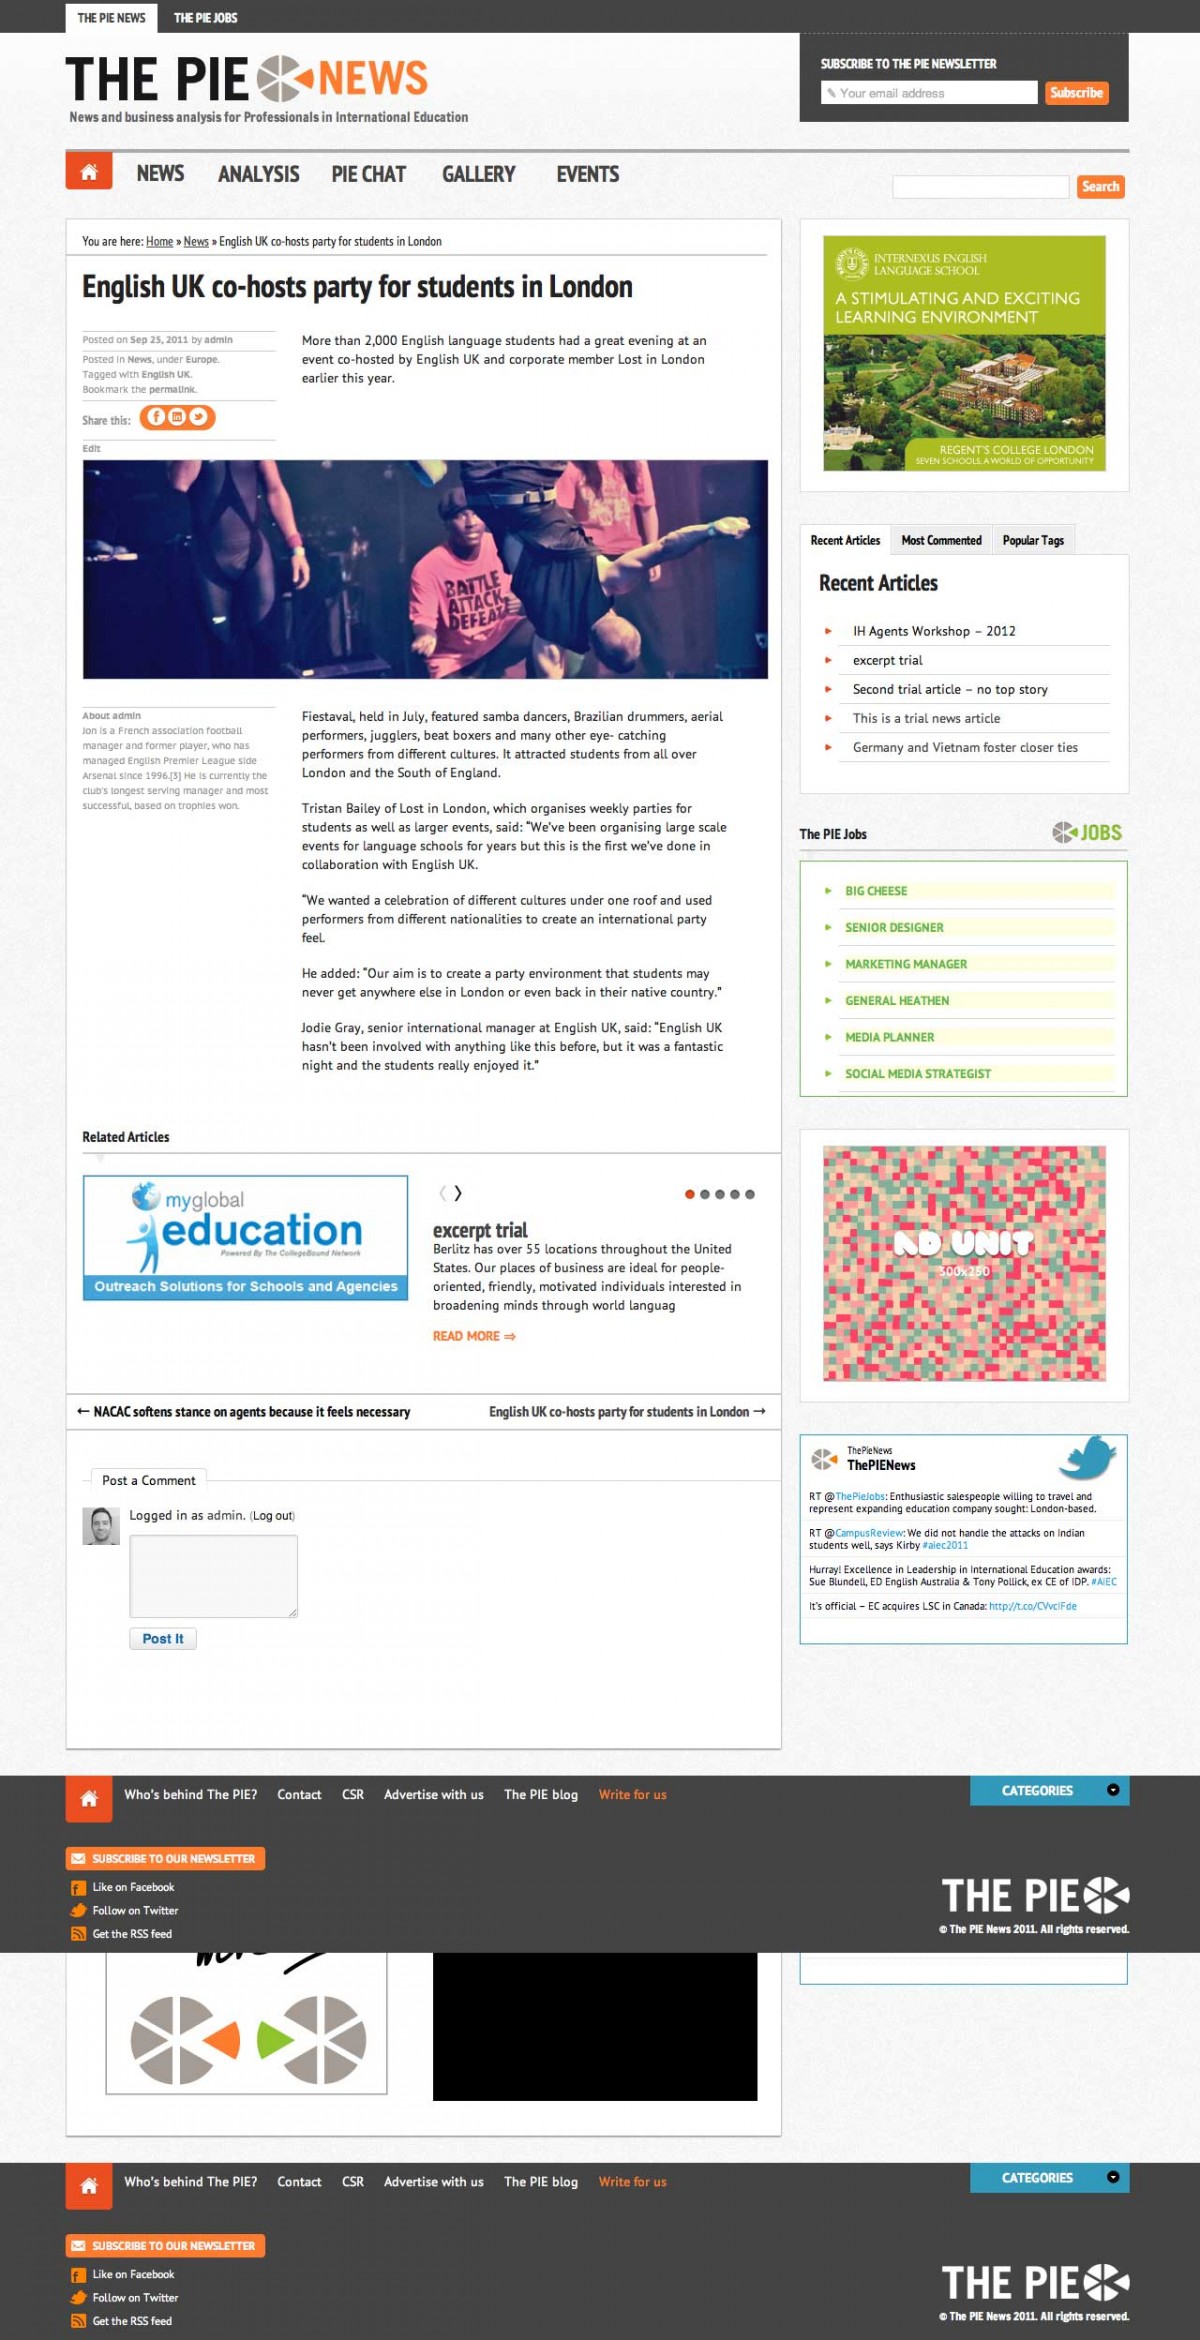 THE PIE NEWS
THE PIE JOBS
THE PIE NEWS
News and business analysis for Professionals in International Education
SUBSCRIBE TO THE PIE NEWSLETTER
Your email address
Subscribe
NEWS
ANALYSIS
PIE CHAT
GALLERY
EVENTS
Search
You are here: Home » News » English UK co-hosts party for students in London
English UK co-hosts party for students in London
Posted on Sep 25, 2011 by admin
Posted in News, under Europe.
Tagged with English UK.
Bookmark the permalink.
Share this:
Edit
More than 2,000 English language students had a great evening at an
event co-hosted by English UK and corporate member Lost in London
earlier this year.
BATTLE
ATTACK
DEFEAT
About admin
Jon is a French association football
manager and former player, who has
managed English Premier League side
Arsenal since 1996.[3] He is currently the
club's longest serving manager and most
successful, based on trophies won.
Fiestaval, held in July, featured samba dancers, Brazilian drummers, aerial
performers, jugglers, beat boxers and many other eye- catching
performers from different cultures. It attracted students from all over
London and the South of England.
Tristan Bailey of Lost in London, which organises weekly parties for
students as well as larger events, said: “We've been organising large scale
events for language schools for years but this is the first we've done in
collaboration with English UK.
“We wanted a celebration of different cultures under one roof and used
performers from different nationalities to create an international party
feel.
He added: “Our aim is to create a party environment that students may
never get anywhere else in London or even back in their native country.”
Jodie Gray, senior international manager at English UK, said: “English UK
hasn't been involved with anything like this before, but it was a fantastic
night and the students really enjoyed it.”
Related Articles
myglobal
education
Powered By The CollegeBound Network
Outreach Solutions for Schools and Agencies
excerpt trial
Berlitz has over 55 locations throughout the United
States. Our places of business are ideal for people-
oriented, friendly, motivated individuals interested in
broadening minds through world languag
READ MORE ⇒
← NACAC softens stance on agents because it feels necessary
English UK co-hosts party for students in London →
Post a Comment
Logged in as admin. (Log out)
Post It
INTERNEXUS ENGLISH
LANGUAGE SCHOOL
A STIMULATING AND EXCITING
LEARNING ENVIRONMENT
REGENT'S COLLEGE LONDON
SEVEN SCHOOLS, A WORLD OF OPPORTUNITY
Recent Articles
Most Commented
Popular Tags
Recent Articles
IH Agents Workshop – 2012
excerpt trial
Second trial article – no top story
This is a trial news article
Germany and Vietnam foster closer ties
The PIE Jobs
JOBS
BIG CHEESE
SENIOR DESIGNER
MARKETING MANAGER
GENERAL HEATHEN
MEDIA PLANNER
SOCIAL MEDIA STRATEGIST
AD UNIT
300x250
ThePieNews
ThePIENews
RT @ThePieJobs: Enthusiastic salespeople willing to travel and
represent expanding education company sought: London-based.
RT @CampusReview: We did not handle the attacks on Indian
students well, says Kirby #aiec2011
Hurray! Excellence in Leadership in International Education awards:
Sue Blundell, ED English Australia & Tony Pollick, ex CE of IDP. #AIEC
It's official – EC acquires LSC in Canada: http://t.co/CVvcIFde
Who's behind The PIE?
Contact
CSR
Advertise with us
The PIE blog
Write for us
CATEGORIES
SUBSCRIBE TO OUR NEWSLETTER
Like on Facebook
Follow on Twitter
Get the RSS feed
THE PIE
© The PIE News 2011. All rights reserved.
Who's behind The PIE?
Contact
CSR
Advertise with us
The PIE blog
Write for us
CATEGORIES
SUBSCRIBE TO OUR NEWSLETTER
Like on Facebook
Follow on Twitter
Get the RSS feed
THE PIE
© The PIE News 2011. All rights reserved.